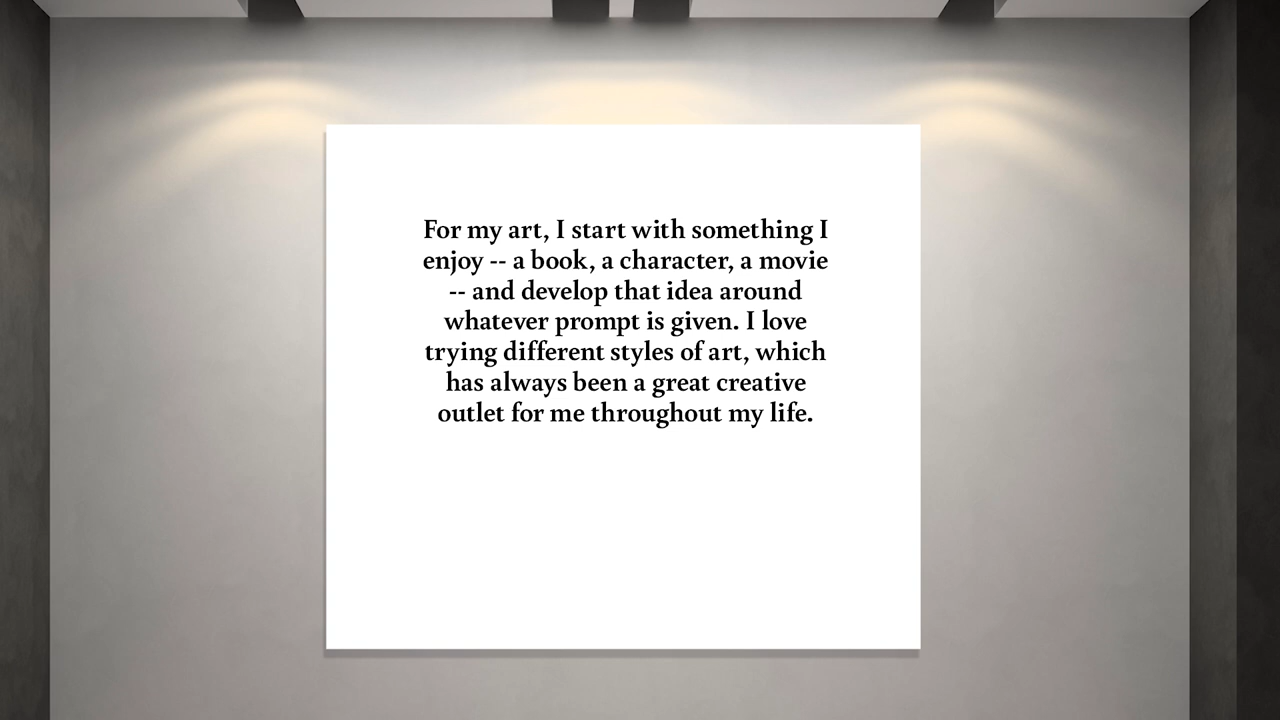 For my art, I start with something I
enjoy -- a book, a character, a movie
-- and develop that idea around
whatever prompt is given. I love
trying different styles of art, which
has always been a great creative
outlet for me throughout my life.